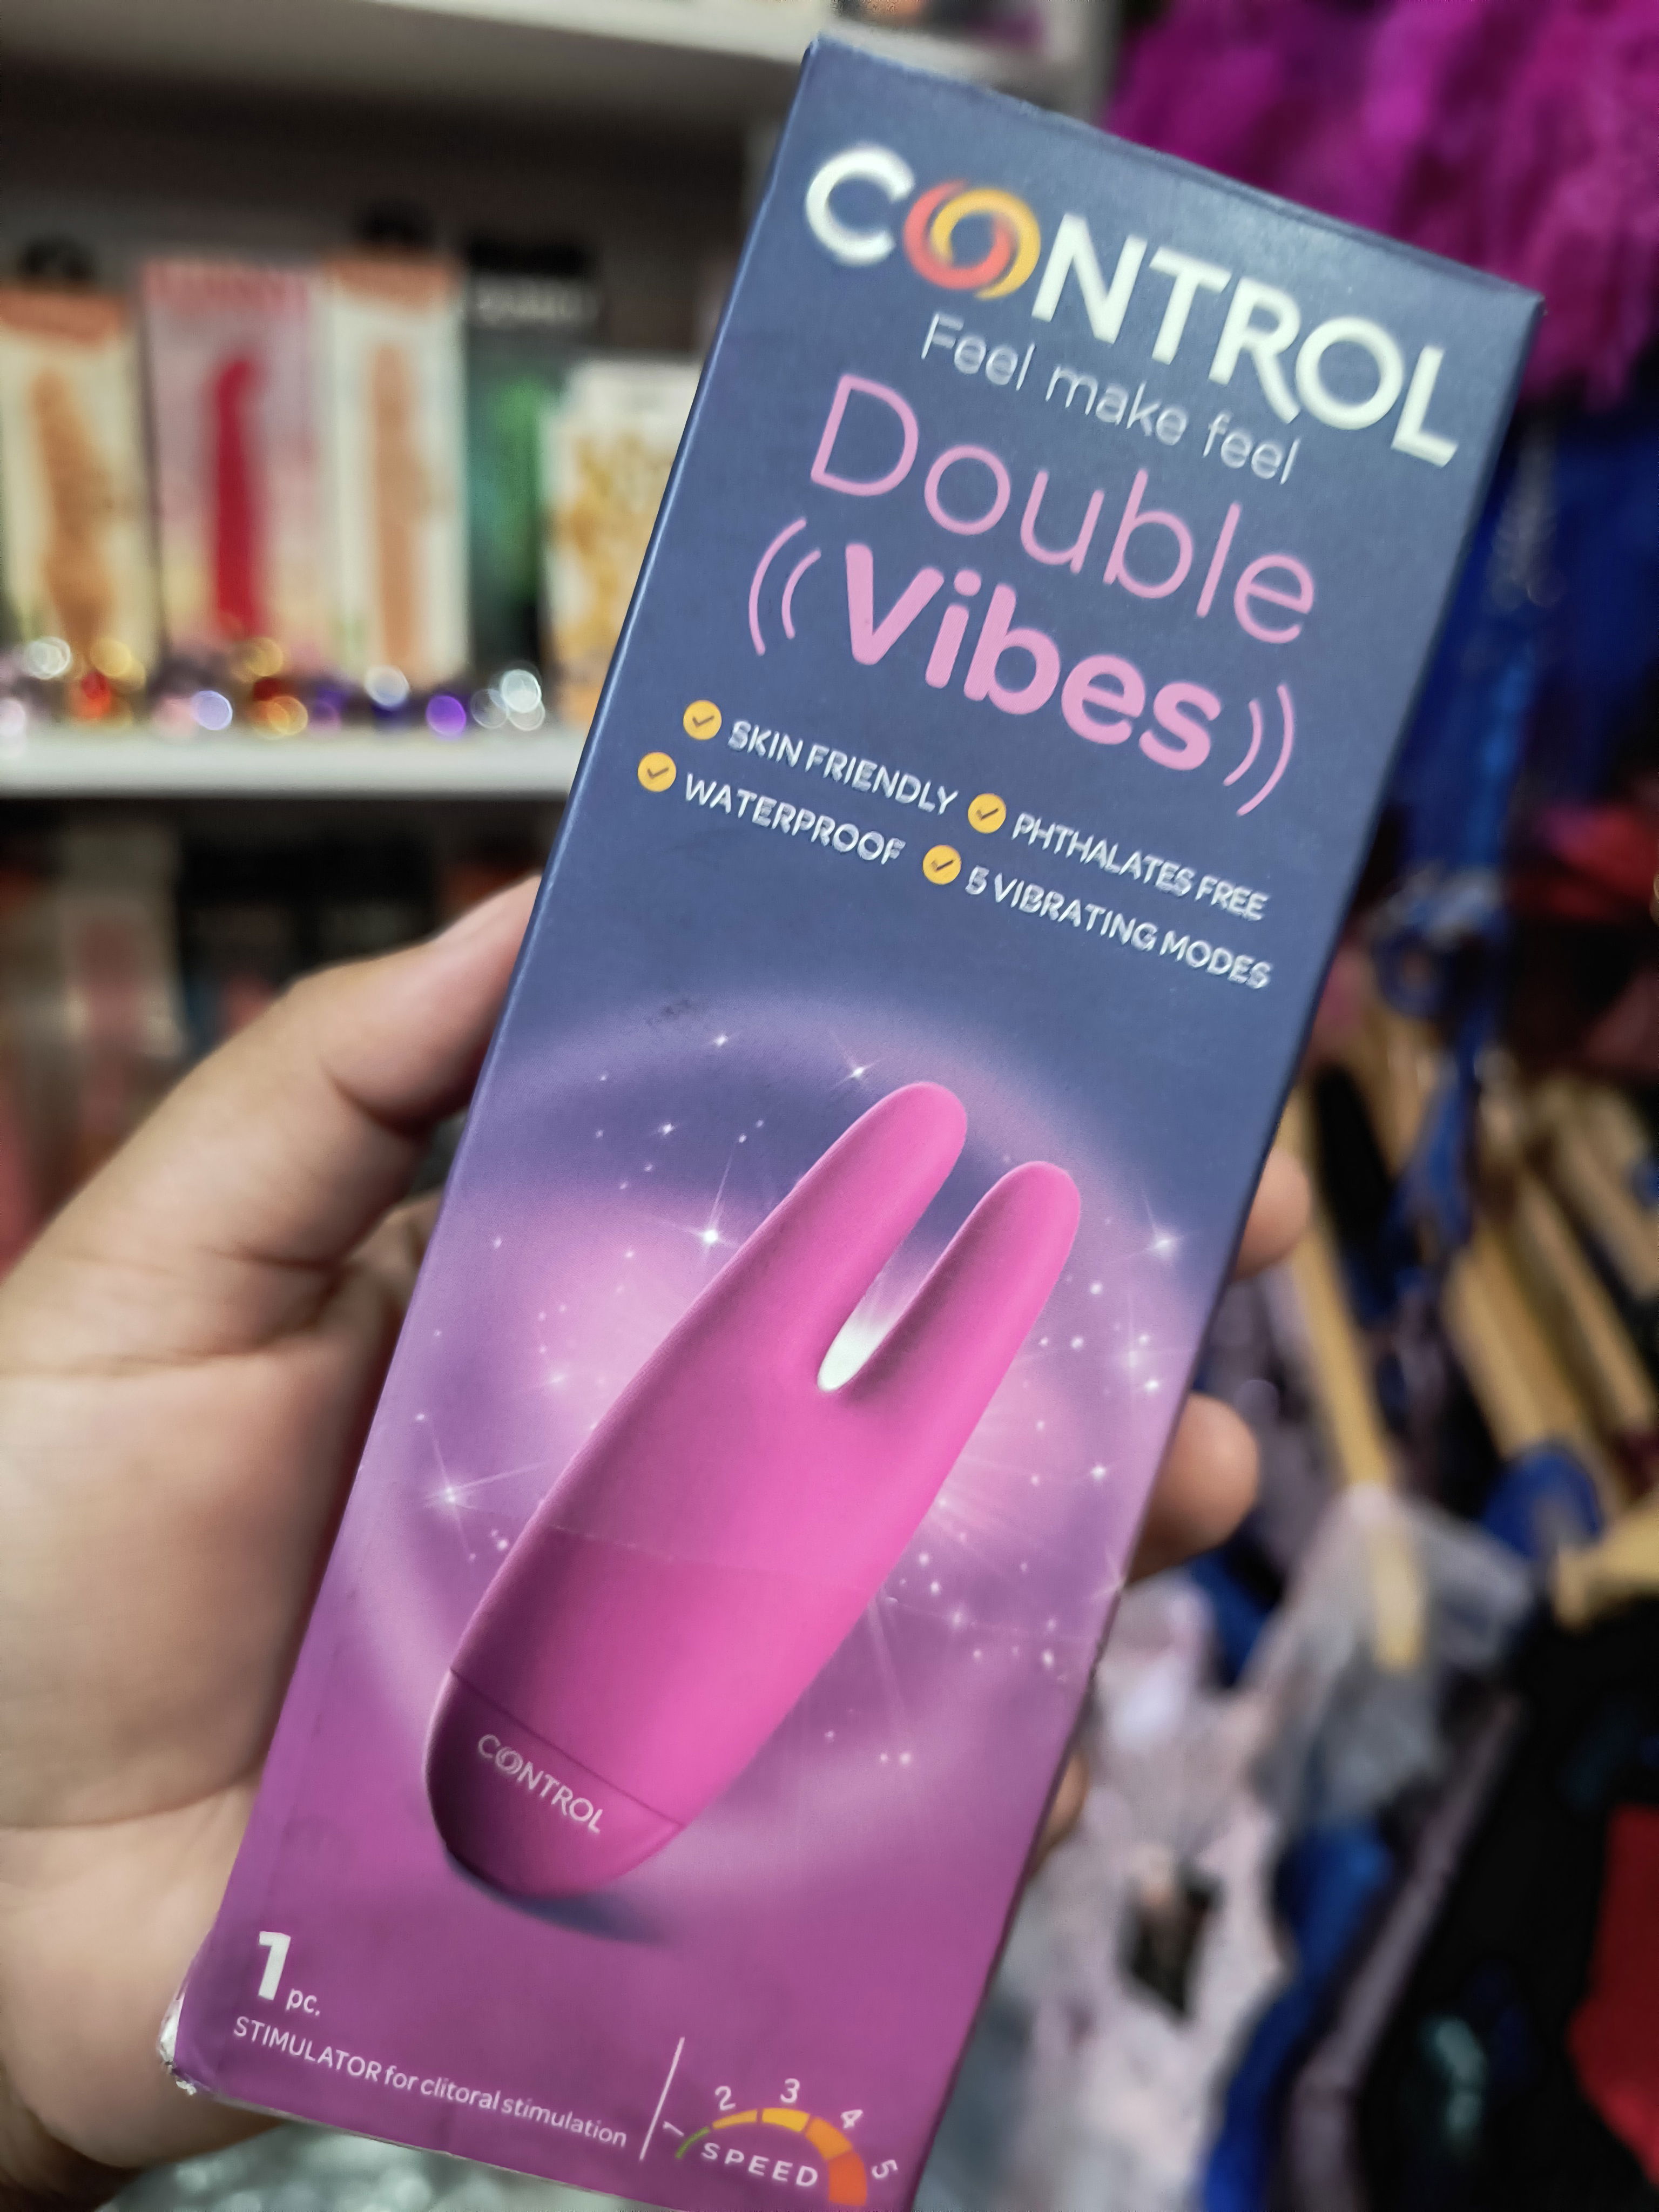 CONTROL
Feel make feel
Double
Vibes
SKIN FRIENDLY PHTHALATES FREE
WATERPROOF 5 VIBRATING MODES
CONTROL
1 pc.
STIMULATOR for clitoral stimulation
1 2 3 4 5
SPEED